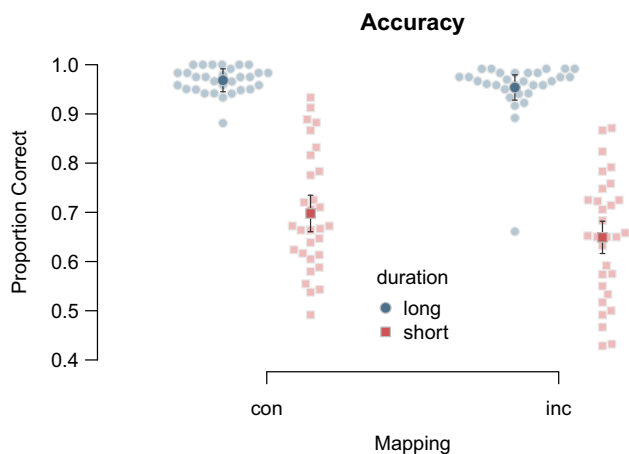 Accuracy
Proportion Correct
1.0
0.9
0.8
0.7
0.6
0.5
0.4
duration
long
short
con
inc
Mapping